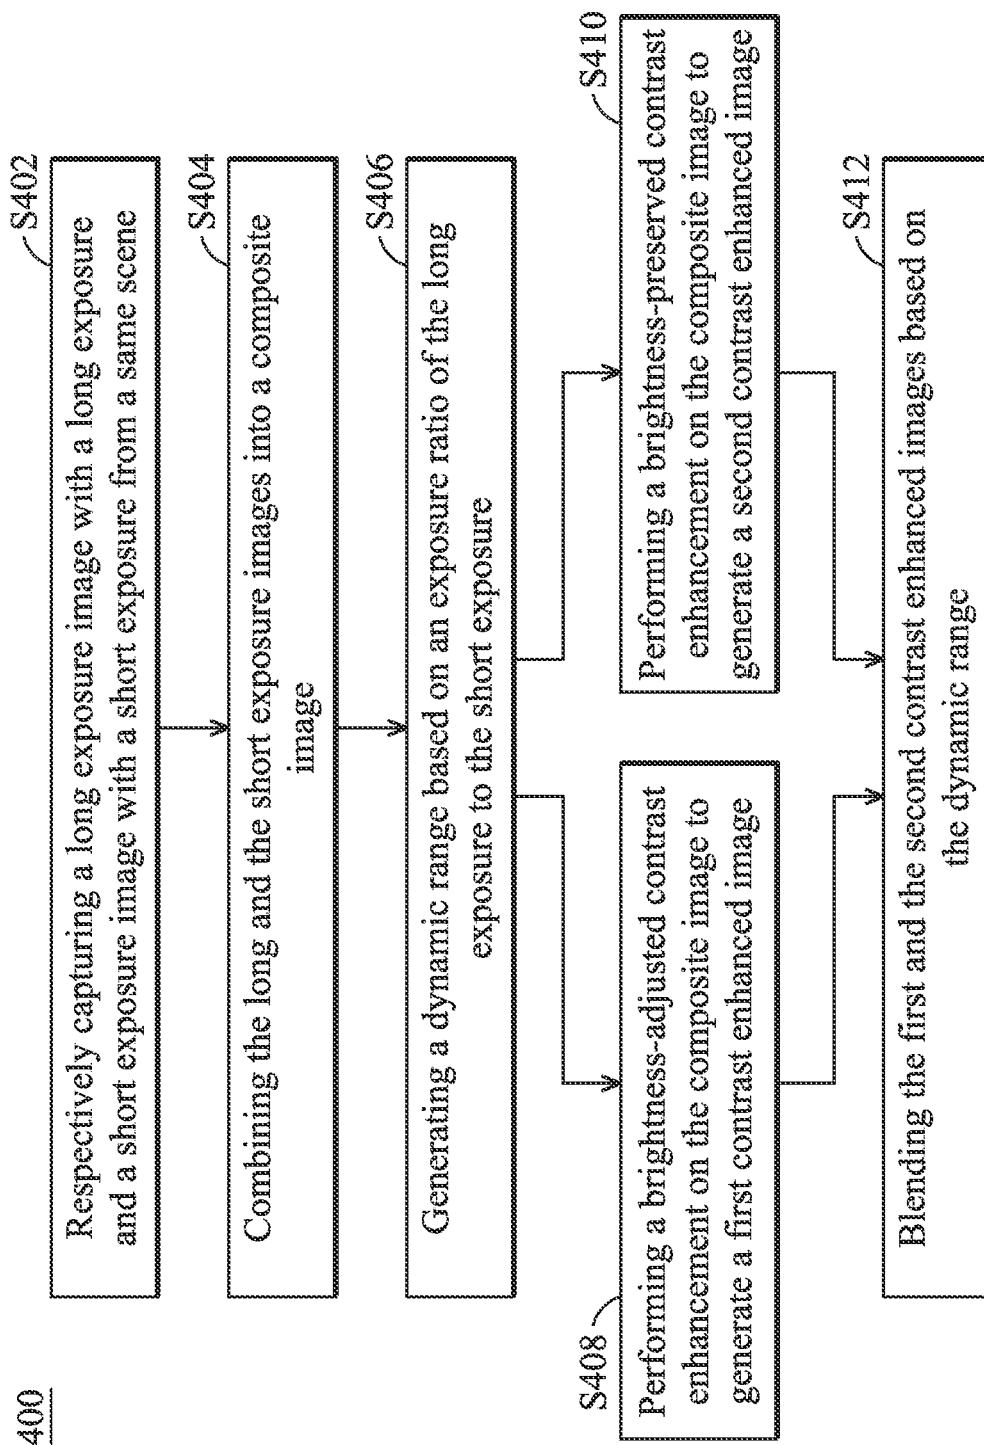 400
S402
Respectively capturing a long exposure image with a long exposure
and a short exposure image with a short exposure from a same scene
S404
Combining the long and the short exposure images into a composite
image
S406
Generating a dynamic range based on an exposure ratio of the long
exposure to the short exposure
S408
Performing a brightness-adjusted contrast
enhancement on the composite image to
generate a first contrast enhanced image
S410
Performing a brightness-preserved contrast
enhancement on the composite image to
generate a second contrast enhanced image
S412
Blending the first and the second contrast enhanced images based on
the dynamic range